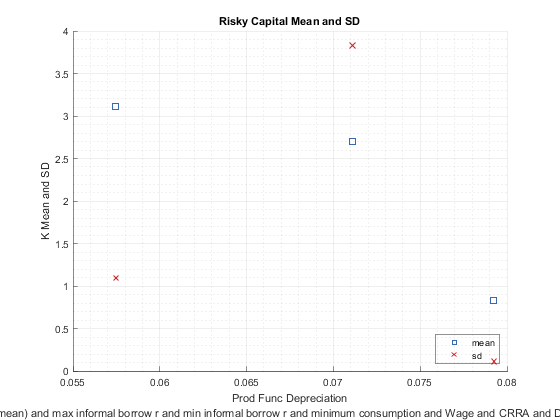 Risky Capital Mean and SD
4
3.5
3
2.5
2
1.5
1
0.5
0
K Mean and SD
mean
sd
0.055
0.06
0.065
0.07
0.075
0.08
Prod Func Depreciation
mean) and max informal borrow r and min informal borrow r and minimum consumption and Wage and CRRA and